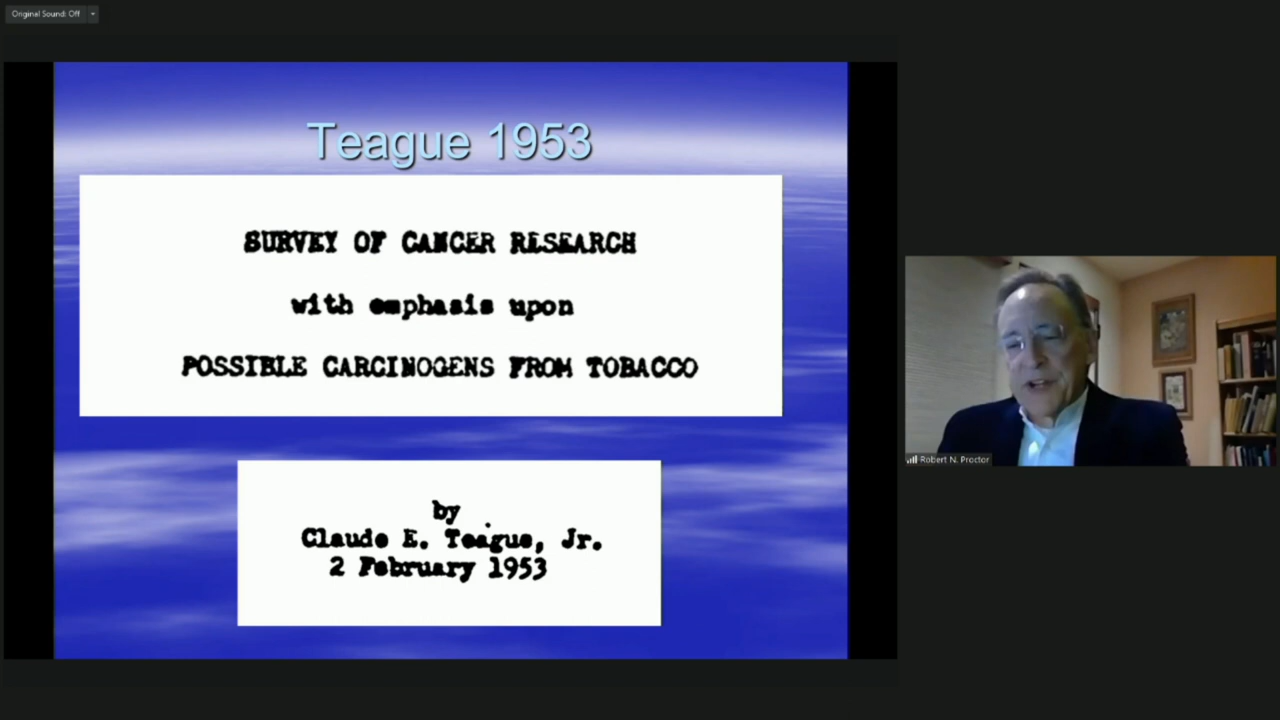 Original Sound: Off
Teague 1953
SURVEY OF CANCER RESEARCH
with emphasis upon
POSSIBLE CARCINOGENS FROM TOBACCO
by
Claude E. Teague, Jr.
2 February 1953
Robert N. Proctor